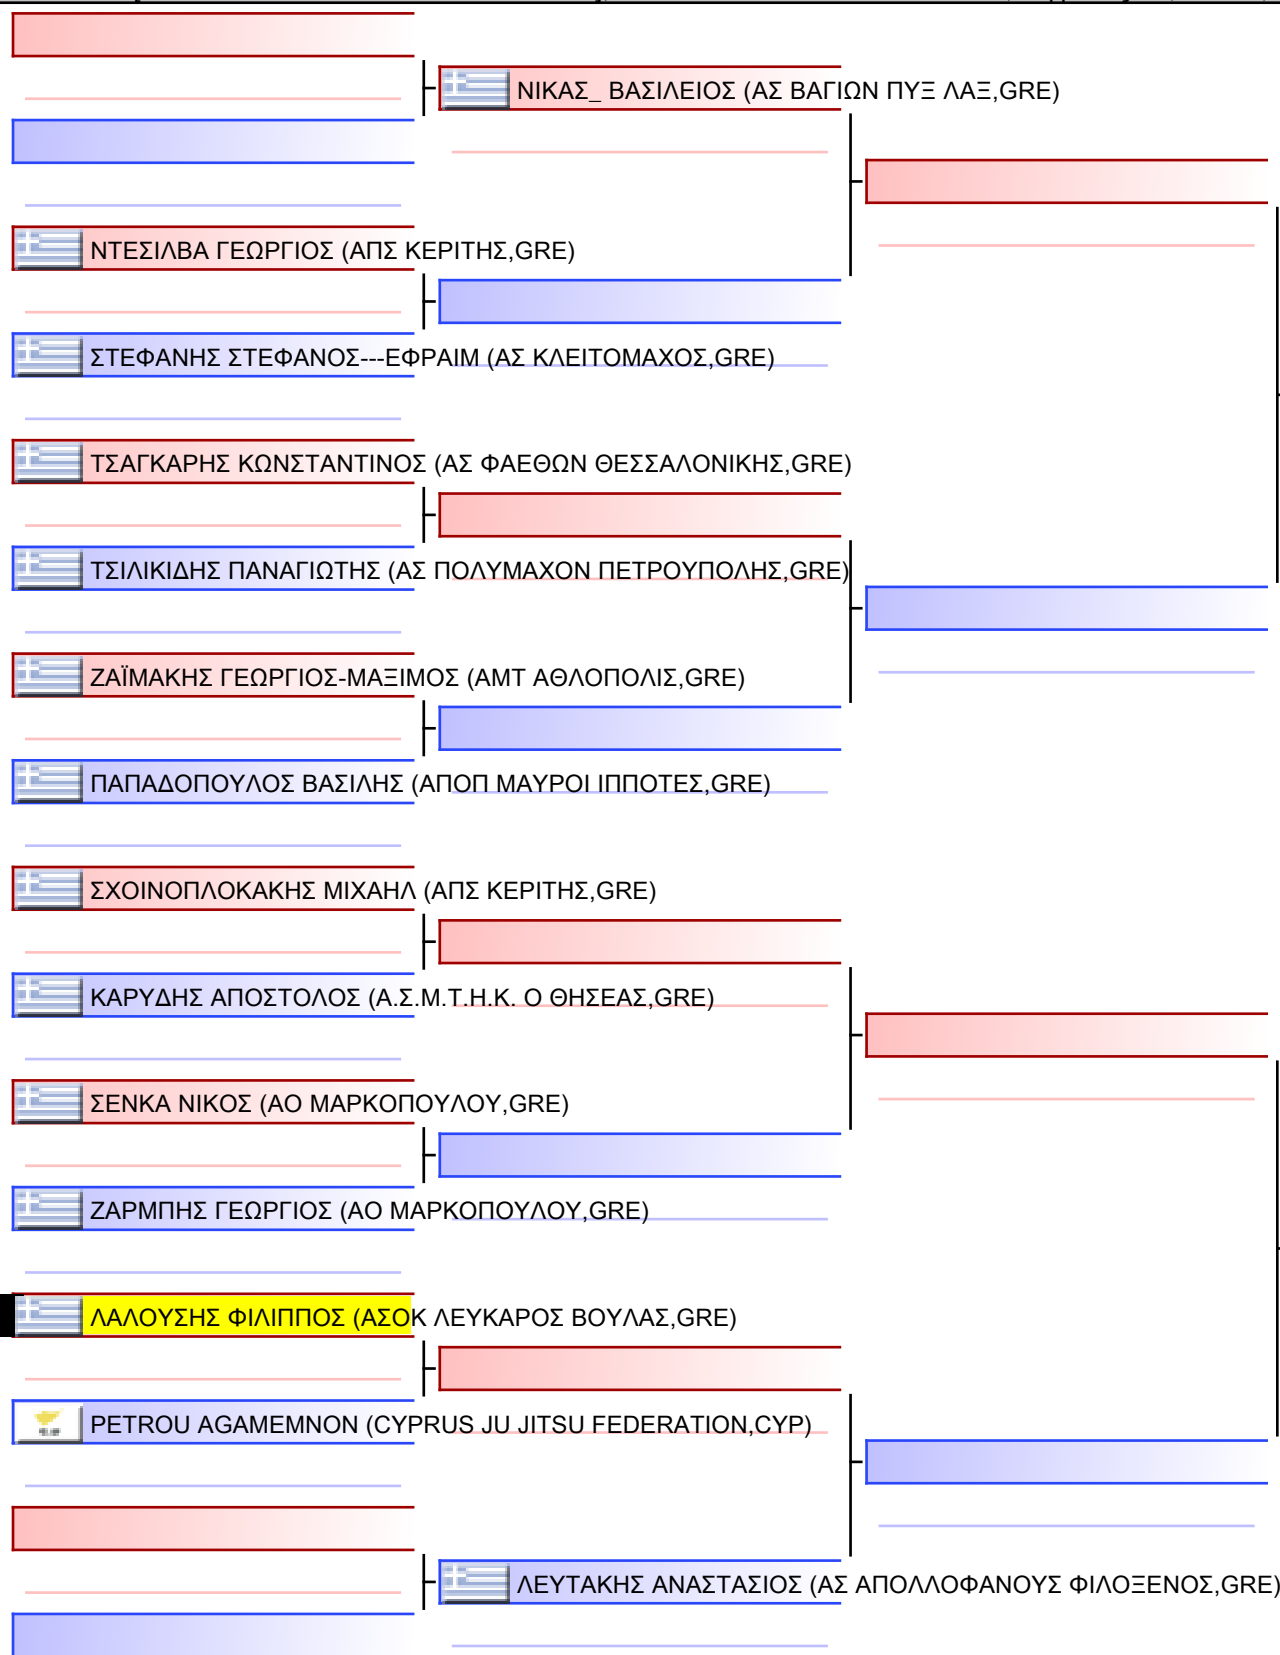 ΝΙΚΑΣ_ ΒΑΣΙΛΕΙΟΣ (ΑΣ ΒΑΓΙΩΝ ΠΥΞ ΛΑΞ,GRE)
ΝΤΕΣΙΛΒΑ ΓΕΩΡΓΙΟΣ (ΑΠΣ ΚΕΡΙΤΗΣ,GRE)
ΣΤΕΦΑΝΗΣ ΣΤΕΦΑΝΟΣ---ΕΦΡΑΙΜ (ΑΣ ΚΛΕΙΤΟΜΑΧΟΣ,GRE)
ΤΣΑΓΚΑΡΗΣ ΚΩΝΣΤΑΝΤΙΝΟΣ (ΑΣ ΦΑΕΘΩΝ ΘΕΣΣΑΛΟΝΙΚΗΣ,GRE)
ΤΣΙΛΙΚΙΔΗΣ ΠΑΝΑΓΙΩΤΗΣ (ΑΣ ΠΟΛΥΜΑΧΟΝ ΠΕΤΡΟΥΠΟΛΗΣ,GRE)
ΖΑΪΜΑΚΗΣ ΓΕΩΡΓΙΟΣ-ΜΑΞΙΜΟΣ (ΑΜΤ ΑΘΛΟΠΟΛΙΣ,GRE)
ΠΑΠΑΔΟΠΟΥΛΟΣ ΒΑΣΙΛΗΣ (ΑΠΟΠ ΜΑΥΡΟΙ ΙΠΠΟΤΕΣ,GRE)
ΣΧΟΙΝΟΠΛΟΚΑΚΗΣ ΜΙΧΑΗΛ (ΑΠΣ ΚΕΡΙΤΗΣ,GRE)
ΚΑΡΥΔΗΣ ΑΠΟΣΤΟΛΟΣ (Α.Σ.Μ.Τ.Η.Κ. Ο ΘΗΣΕΑΣ,GRE)
ΣΕΝΚΑ ΝΙΚΟΣ (ΑΟ ΜΑΡΚΟΠΟΥΛΟΥ,GRE)
ΖΑΡΜΠΗΣ ΓΕΩΡΓΙΟΣ (ΑΟ ΜΑΡΚΟΠΟΥΛΟΥ,GRE)
ΛΑΛΟΥΣΗΣ ΦΙΛΙΠΠΟΣ (ΑΣΟΚ ΛΕΥΚΑΡΟΣ ΒΟΥΛΑΣ,GRE)
PETROU AGAMEMNON (CYPRUS JU JITSU FEDERATION,CYP)
ΛΕΥΤΑΚΗΣ ΑΝΑΣΤΑΣΙΟΣ (ΑΣ ΑΠΟΛΛΟΦΑΝΟΥΣ ΦΙΛΟΞΕΝΟΣ,GRE)